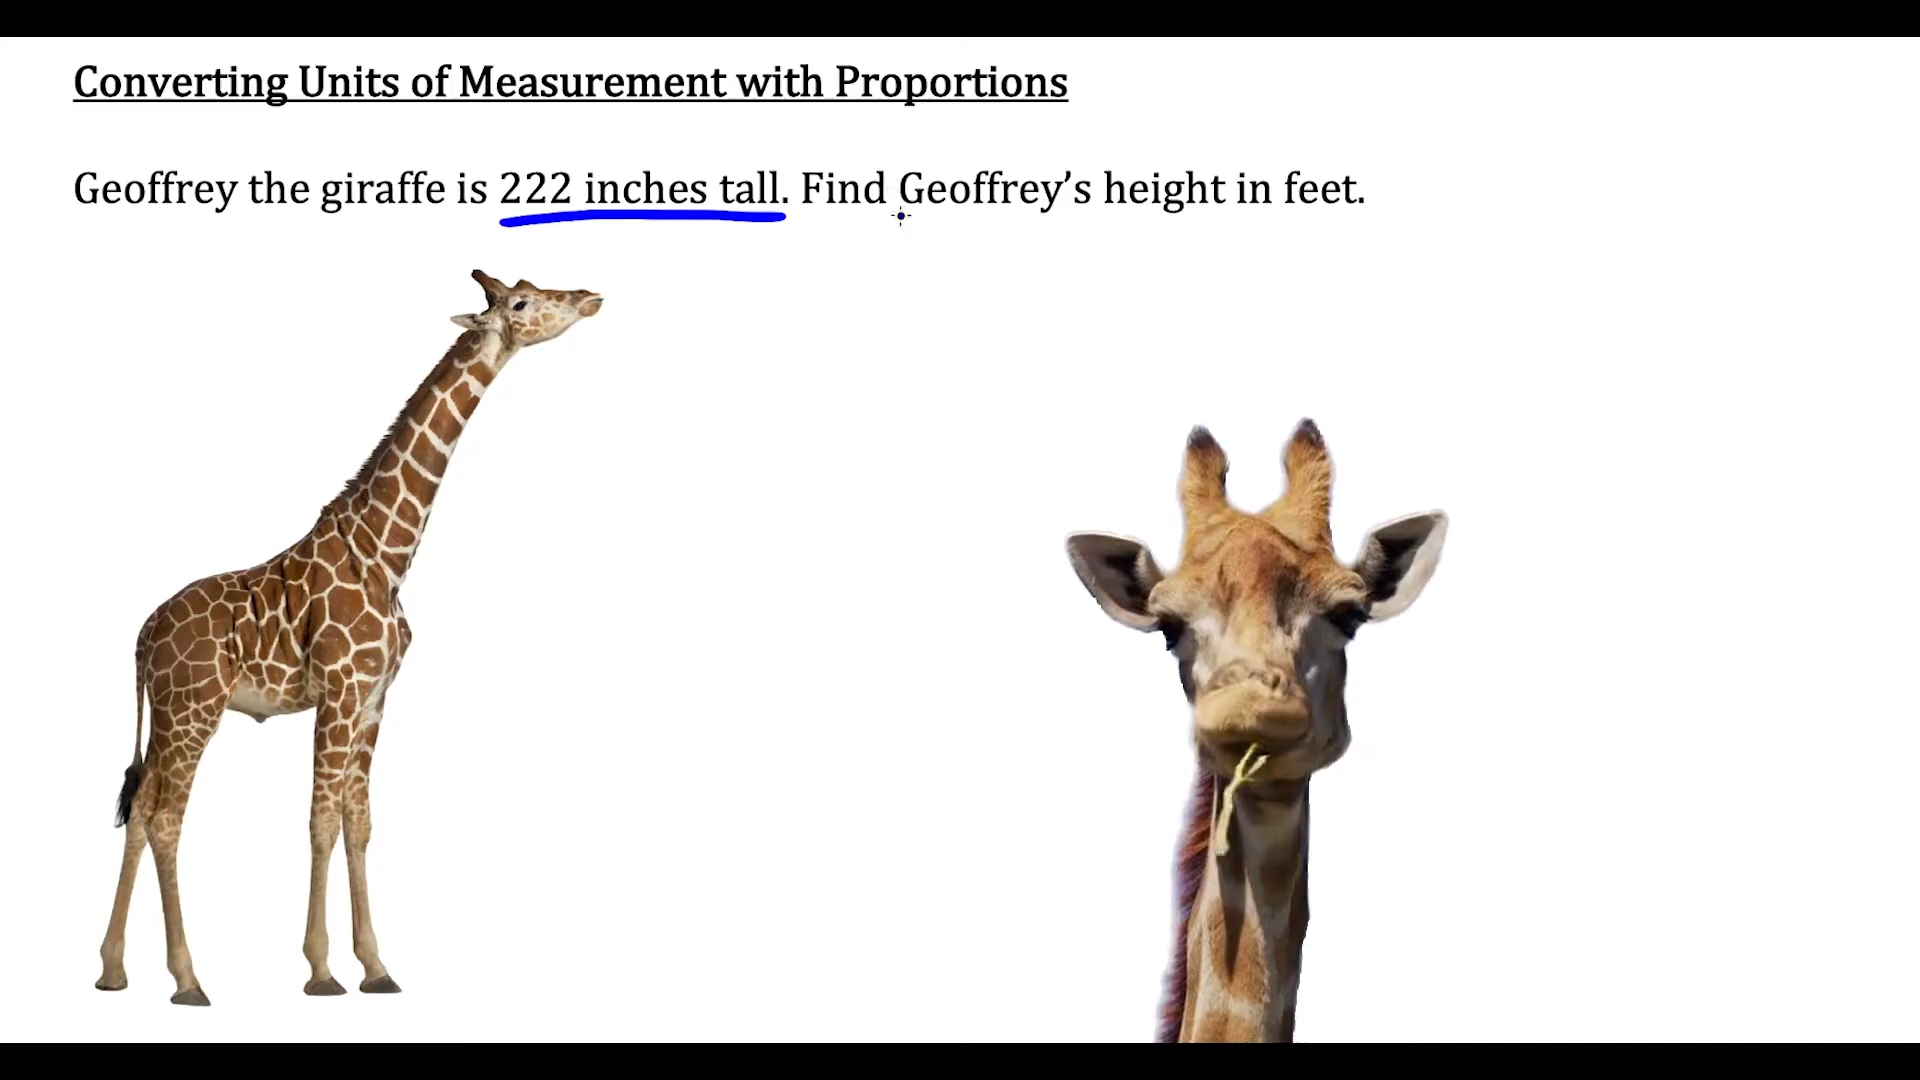 Converting Units of Measurement with Proportions
Geoffrey the giraffe is 222 inches tall. Find Geoffrey’s height in feet.